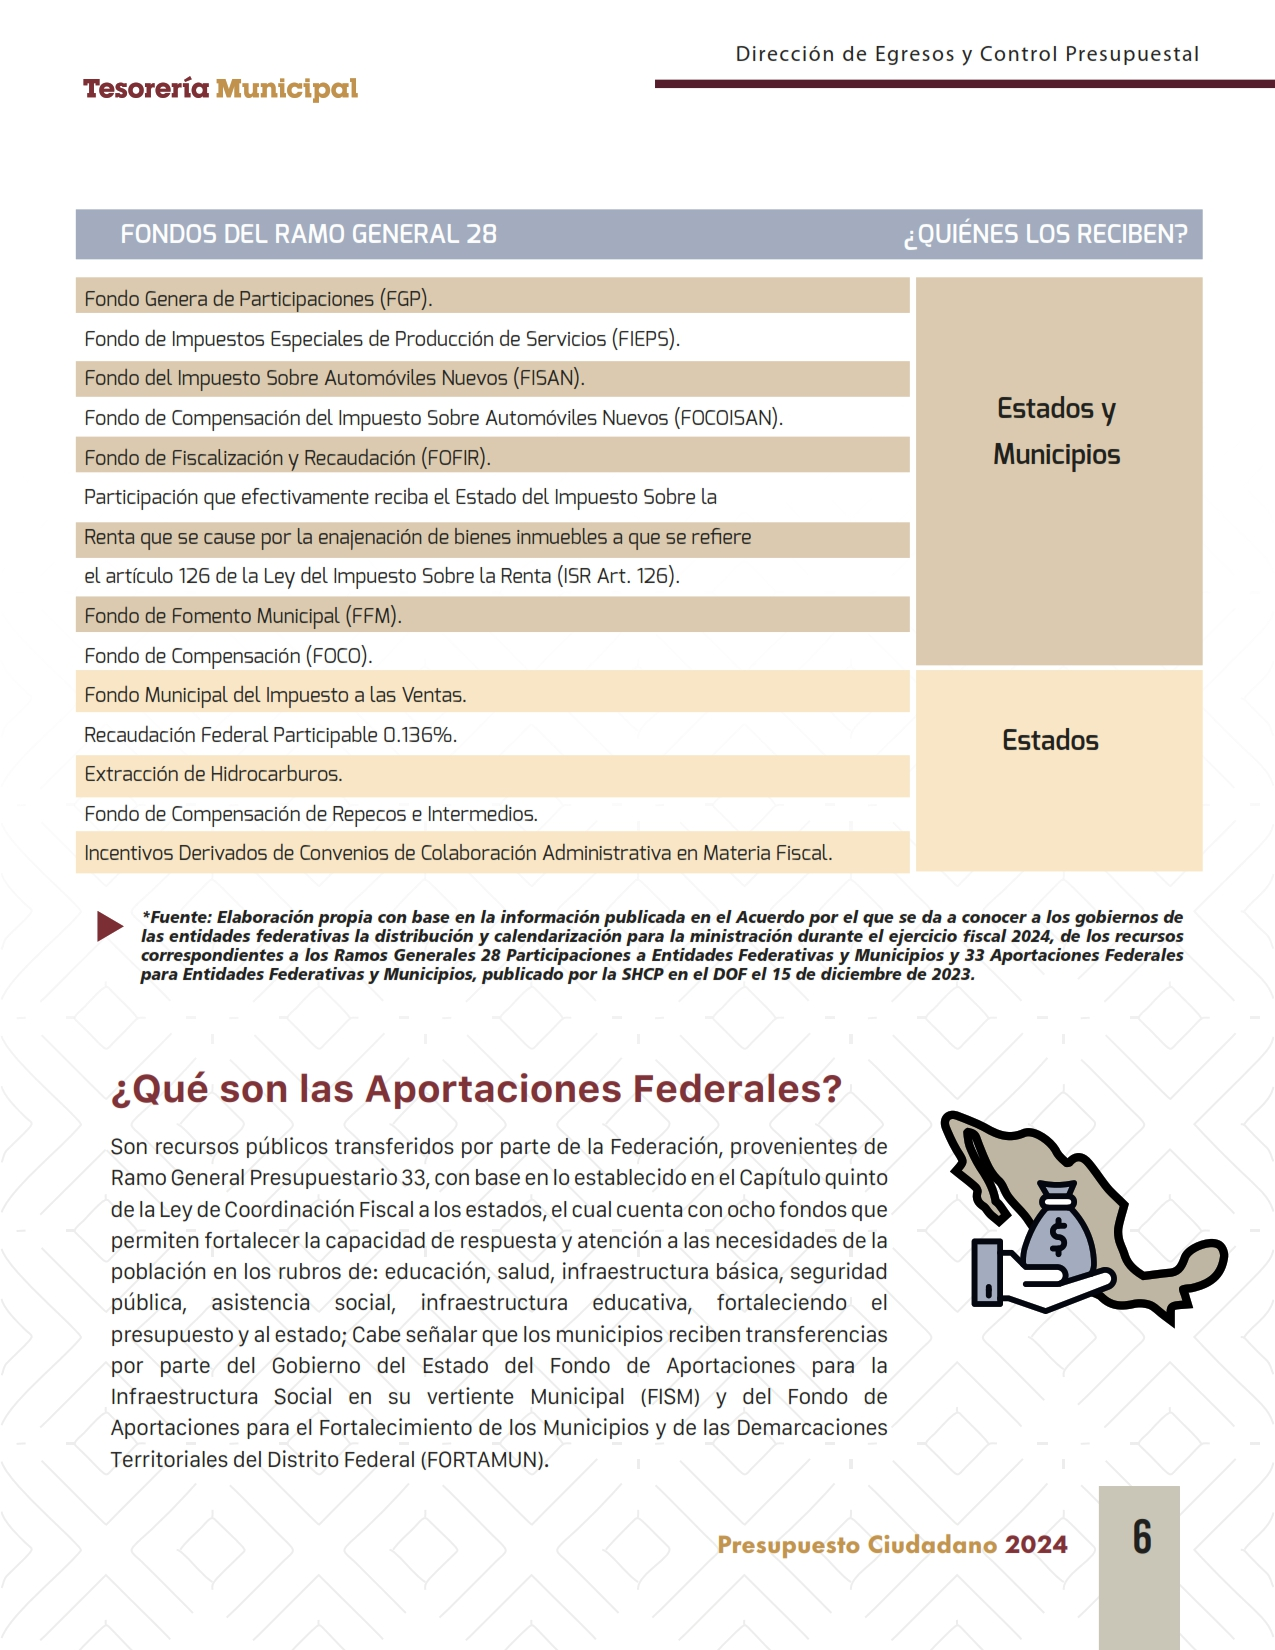 Dirección de Egresos y Control Presupuestal
Tesorería Municipal
FONDOS DEL RAMO GENERAL 28 ¿QUIÉNES LOS RECIBEN?
Fondo Genera de Participaciones (FGP).
Fondo de Impuestos Especiales de Producción de Servicios (FIEPS).
Fondo del Impuesto Sobre Automóviles Nuevos (FISAN).
Fondo de Compensación del Impuesto Sobre Automóviles Nuevos (FOCOISAN).
Fondo de Fiscalización y Recaudación (FOFIR).
Participación que efectivamente reciba el Estado del Impuesto Sobre la
Renta que se cause por la enajenación de bienes inmuebles a que se refiere
el artículo 126 de la Ley del Impuesto Sobre la Renta (ISR Art. 126).
Fondo de Fomento Municipal (FFM).
Fondo de Compensación (FOCO).
Estados y
Municipios
Fondo Municipal del Impuesto a las Ventas.
Recaudación Federal Participable 0.136%.
Extracción de Hidrocarburos.
Fondo de Compensación de Repecos e Intermedios.
Incentivos Derivados de Convenios de Colaboración Administrativa en Materia Fiscal.
Estados
*Fuente: Elaboración propia con base en la información publicada en el Acuerdo por el que se da a conocer a los gobiernos de
las entidades federativas la distribución y calendarización para la ministración durante el ejercicio fiscal 2024, de los recursos
correspondientes a los Ramos Generales 28 Participaciones a Entidades Federativas y Municipios y 33 Aportaciones Federales
para Entidades Federativas y Municipios, publicado por la SHCP en el DOF el 15 de diciembre de 2023.
¿Qué son las Aportaciones Federales?
Son recursos públicos transferidos por parte de la Federación, provenientes de
Ramo General Presupuestario 33, con base en lo establecido en el Capítulo quinto
de la Ley de Coordinación Fiscal a los estados, el cual cuenta con ocho fondos que
permiten fortalecer la capacidad de respuesta y atención a las necesidades de la
población en los rubros de: educación, salud, infraestructura básica, seguridad
pública, asistencia social, infraestructura educativa, fortaleciendo el
presupuesto y al estado; Cabe señalar que los municipios reciben transferencias
por parte del Gobierno del Estado del Fondo de Aportaciones para la
Infraestructura Social en su vertiente Municipal (FISM) y del Fondo de
Aportaciones para el Fortalecimiento de los Municipios y de las Demarcaciones
Territoriales del Distrito Federal (FORTAMUN).
$
Presupuesto Ciudadano 2024
6